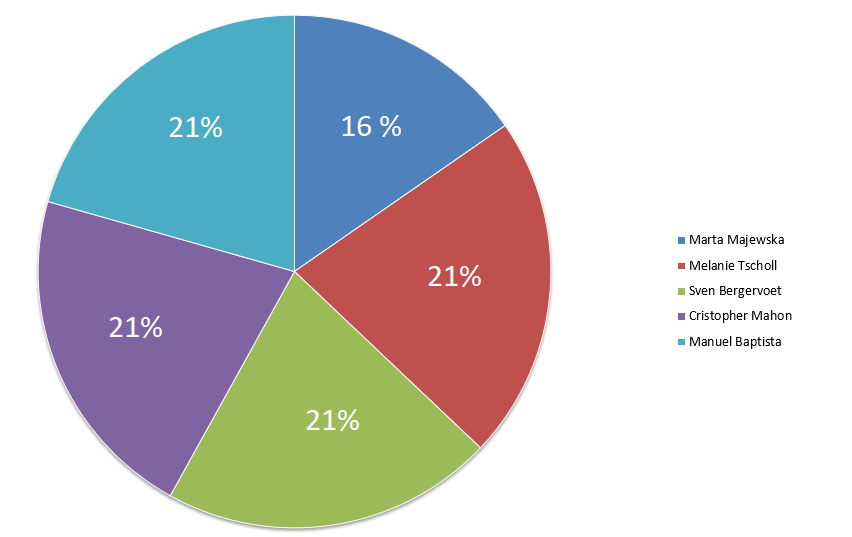 21%
16 %
21%
21%
21%
Marta Majewska
Melanie Tscholl
Sven Bergervoet
Cristopher Mahon
Manuel Baptista